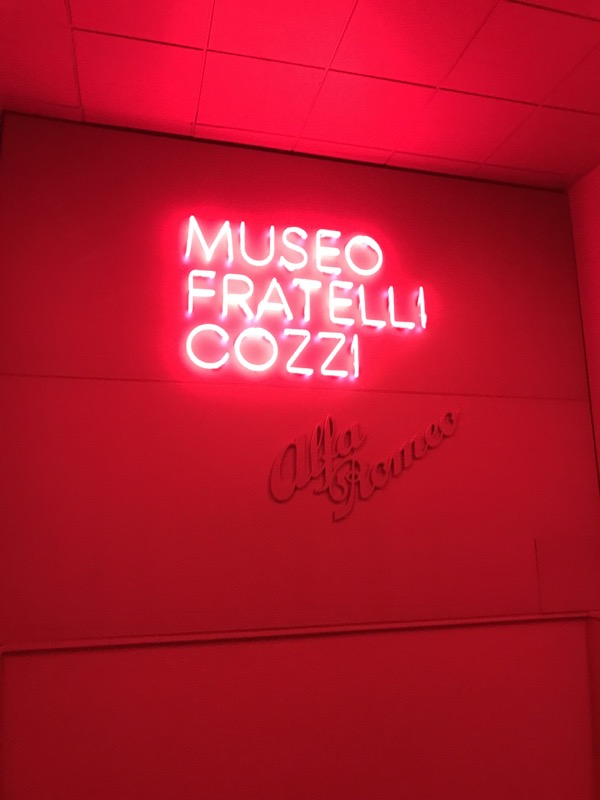 MUSEO
FRATELLI
COZZI
Alfa
Romeo